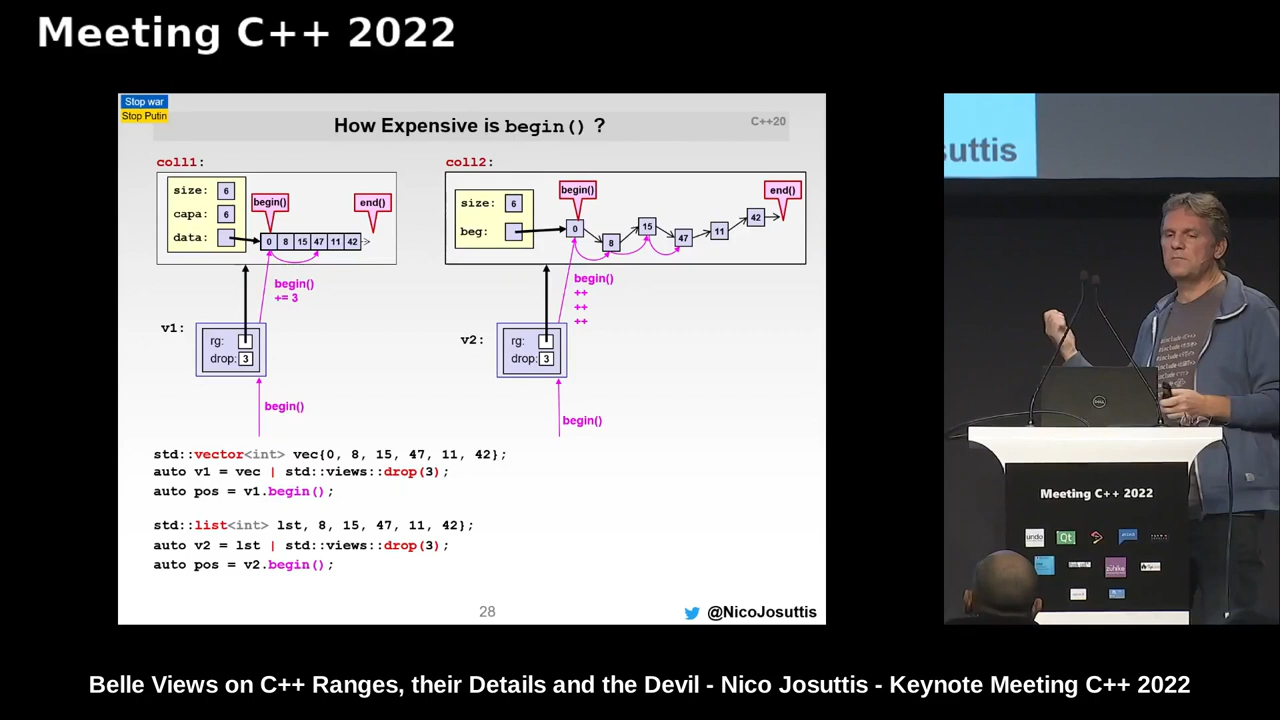 Meeting C++ 2022
Stop war
Stop Putin
How Expensive is begin() ?
C++20
coll1:
size: 6
capa: 6
data:
begin()
end()
0 8 15 47 11 42
begin()
+= 3
v1:
rg:
drop: 3
begin()
coll2:
size: 6
beg:
begin()
end()
0
8
15
47
11
42
begin()
++
++
++
v2:
rg:
drop: 3
begin()
std::vector<int> vec{0, 8, 15, 47, 11, 42};
auto v1 = vec | std::views::drop(3);
auto pos = v1.begin();
std::list<int> lst, 8, 15, 47, 11, 42};
auto v2 = lst | std::views::drop(3);
auto pos = v2.begin();
28
@NicoJosuttis
suttis
DELL
Meeting C++ 2022
undo
Qt
zühlke
Belle Views on C++ Ranges, their Details and the Devil - Nico Josuttis - Keynote Meeting C++ 2022